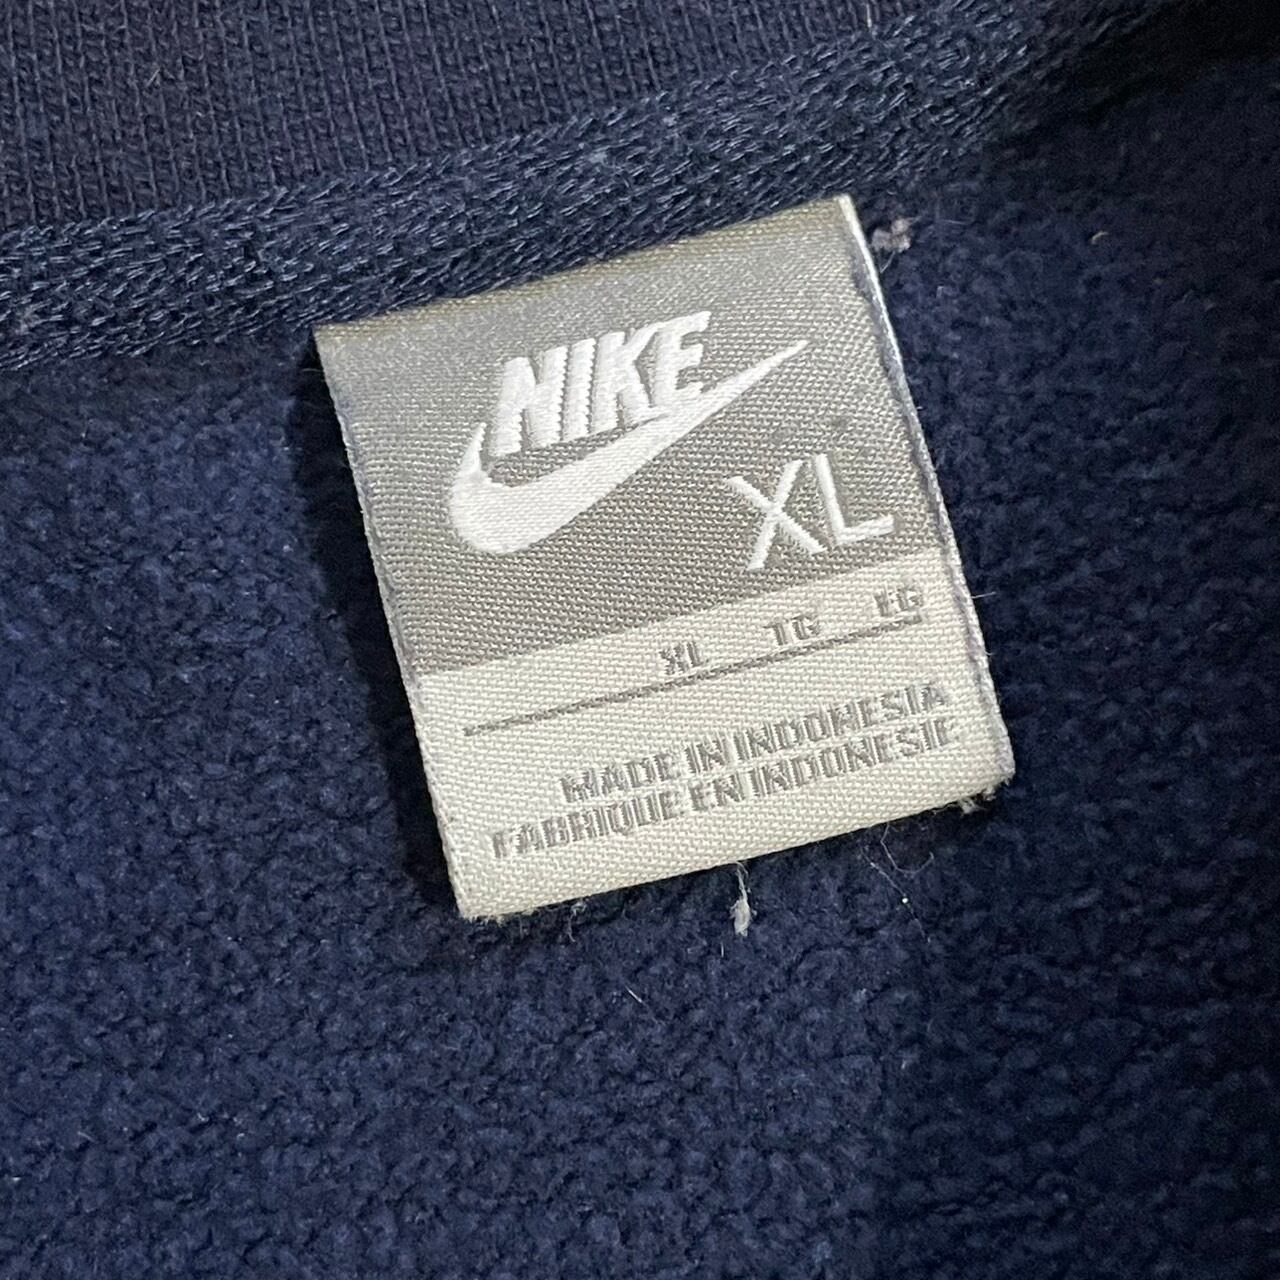 NIKE
XL
XL TG EG
MADE IN INDONESIA
FABRIQUE EN INDONESIE